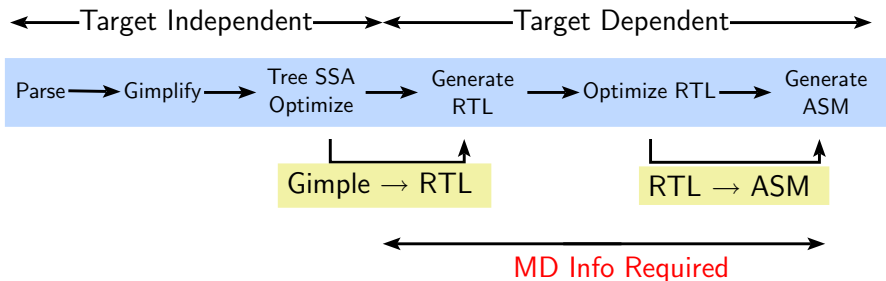 Target Independent Target Dependent
Parse Gimplify Tree SSA Optimize Generate RTL Optimize RTL Generate ASM
Gimple → RTL RTL → ASM
MD Info Required